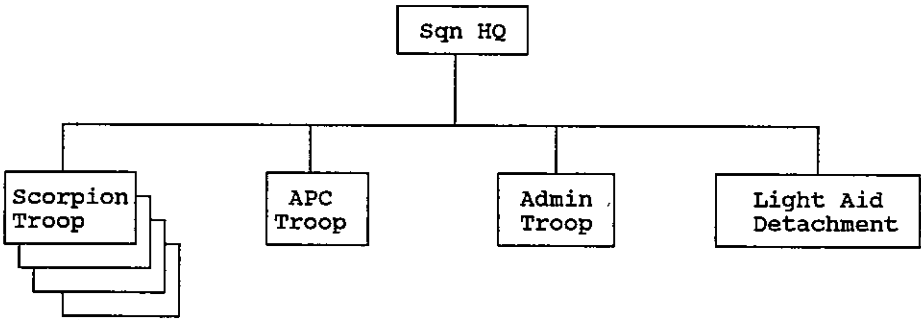 Sqn HQ
Scorpion
Troop
APC
Troop
Admin
Troop
Light Aid
Detachment